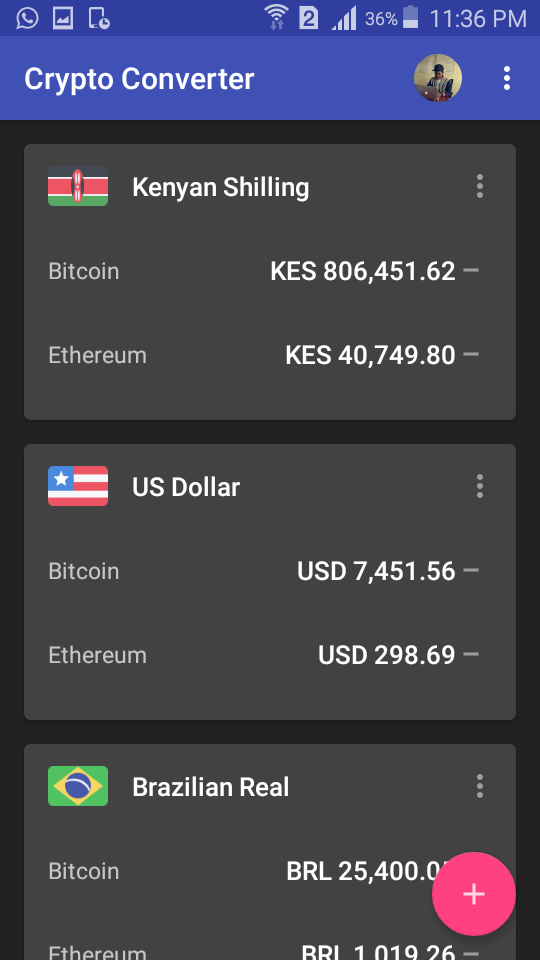 2 36% 11:36 PM
Crypto Converter
Kenyan Shilling
Bitcoin KES 806,451.62
Ethereum KES 40,749.80
US Dollar
Bitcoin USD 7,451.56
Ethereum USD 298.69
Brazilian Real
Bitcoin BRL 25,400.0
Ethereum BRL 1,019.26